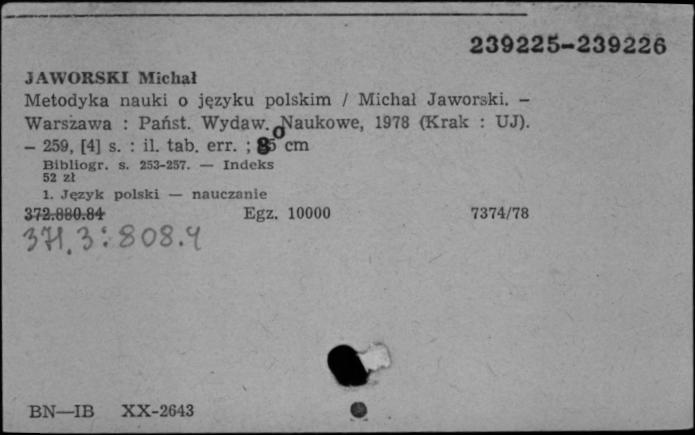 239225-239226
JAWORSKI Michał
Metodyka nauki o języku polskim / Michał Jaworski. –
Warszawa : Państ. Wydaw. Naukowe, 1978 (Krak : UJ).
– 259, [4] s. : il. tab. err. ; cm
Bibliogr. s. 253-257. — Indeks
52 zł
1. Język polski — nauczanie
372.880.84 Egz. 10000 7374/78
371.3:808.4
BN—IB XX-2643